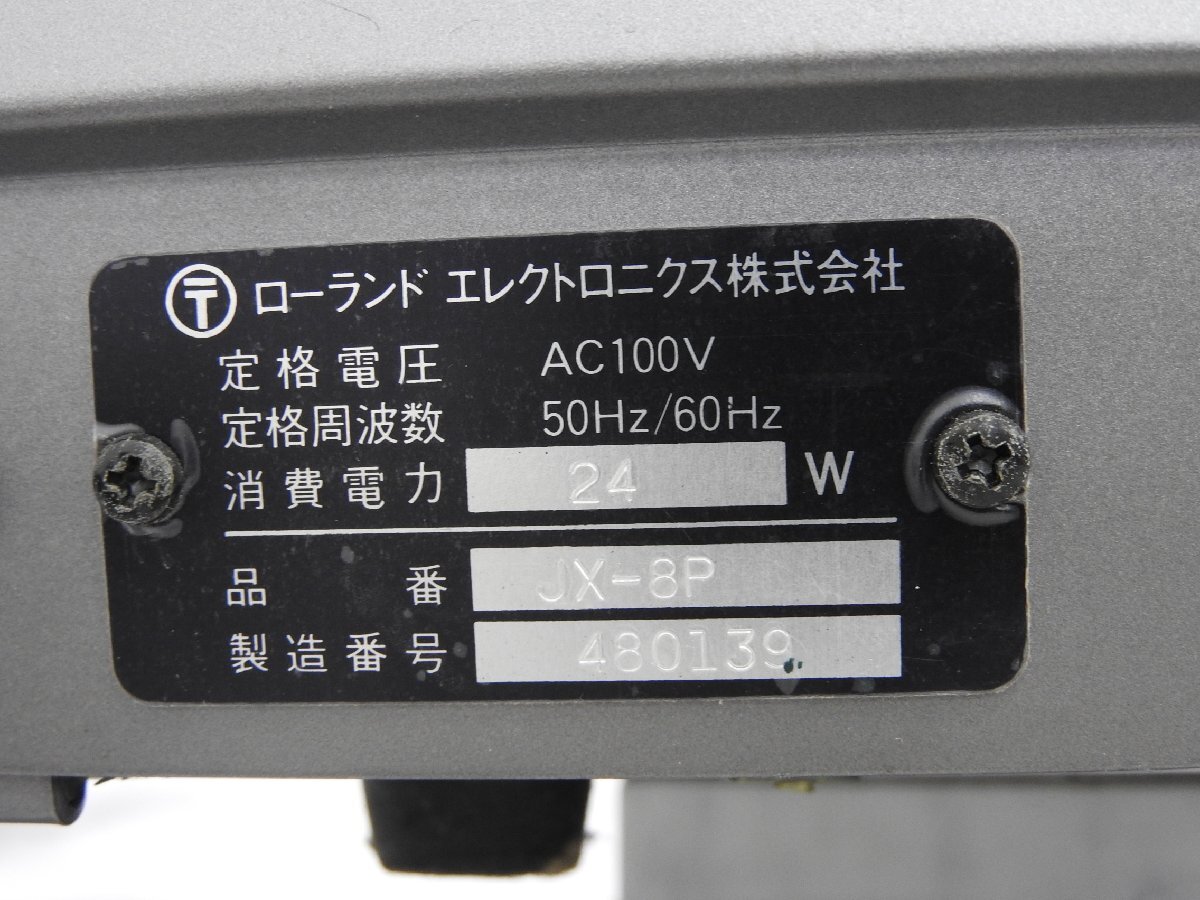 〒 ローランド エレクトロニクス株式会社
定格電圧 AC100V
定格周波数 50Hz/60Hz
消費電力 24 W
品番 JX-8P
製造番号 480139